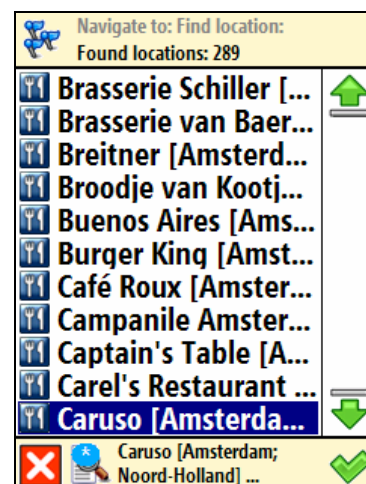 Navigate to: Find location:
Found locations: 289
Brasserie Schiller [...
Brasserie van Baer...
Breitner [Amsterd...
Broodje van Kootj...
Buenos Aires [Ams...
Burger King [Amst...
Café Roux [Amster...
Campanile Amster...
Captain's Table [A...
Carel's Restaurant ...
Caruso [Amsterda...
Caruso [Amsterdam;
Noord-Holland] ...